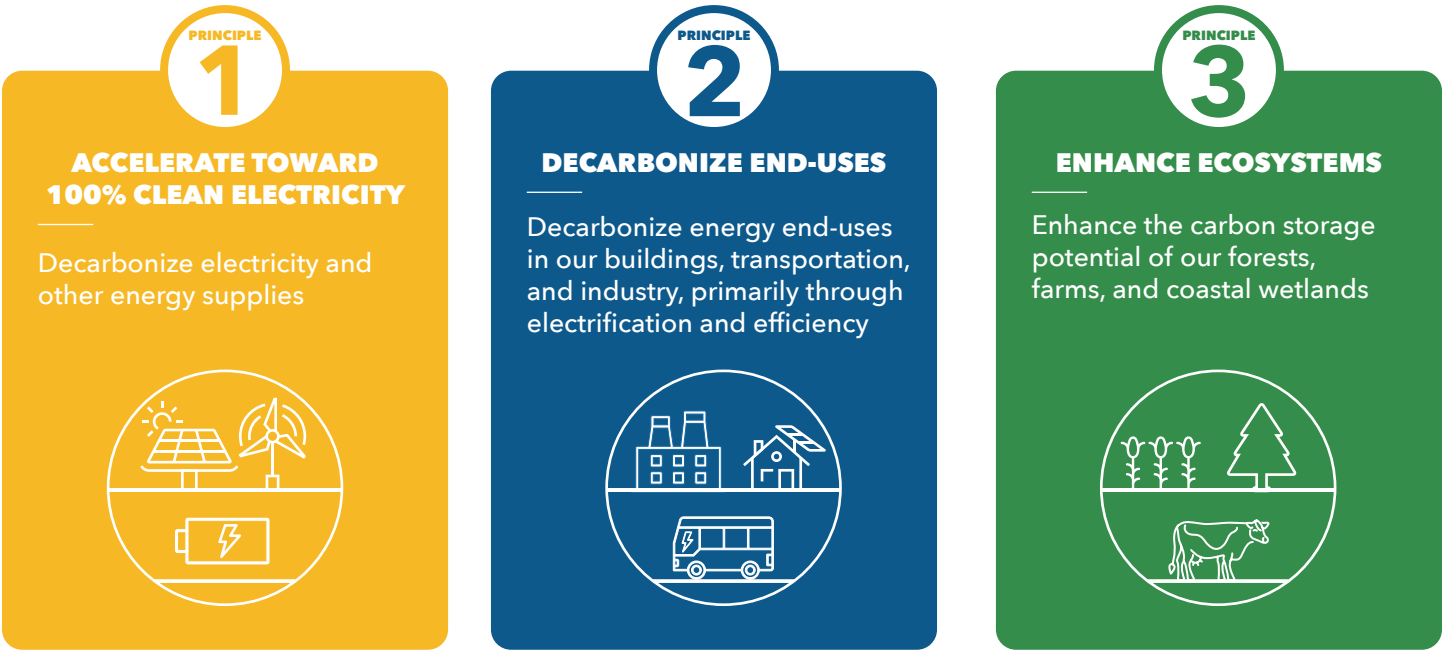 PRINCIPLE
1
ACCELERATE TOWARD
100% CLEAN ELECTRICITY
Decarbonize electricity and
other energy supplies
PRINCIPLE
2
DECARBONIZE END-USES
Decarbonize energy end-uses
in our buildings, transportation,
and industry, primarily through
electrification and efficiency
PRINCIPLE
3
ENHANCE ECOSYSTEMS
Enhance the carbon storage
potential of our forests,
farms, and coastal wetlands